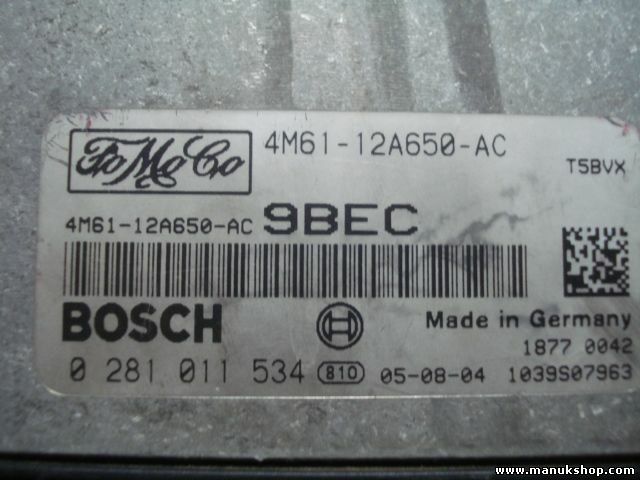 FoMoCo
4M61-12A650-AC
T5BVX
4M61-12A650-AC 9BEC
BOSCH
Made in Germany
1877 0042
0 281 011 534 810 05-08-04 1039S07963
www.manukshop.com